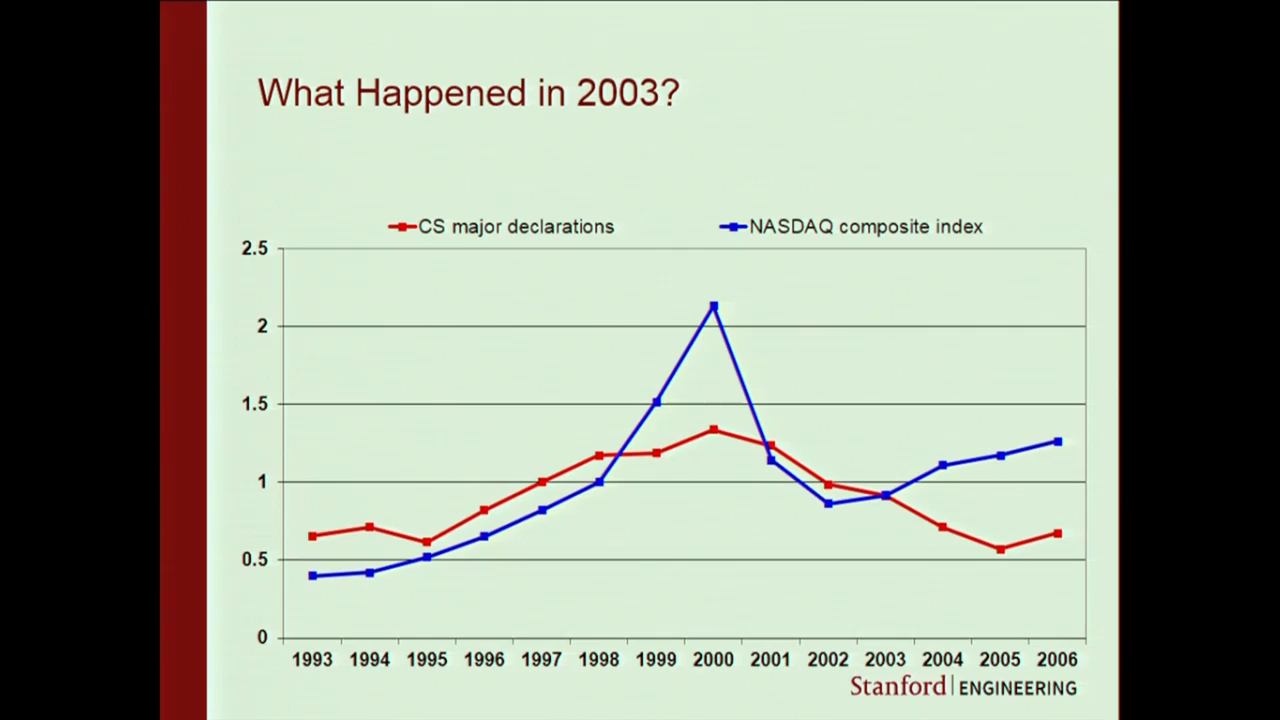 What Happened in 2003?
CS major declarations NASDAQ composite index
2.5
2
1.5
1
0.5
0
1993 1994 1995 1996 1997 1998 1999 2000 2001 2002 2003 2004 2005 2006
Stanford | ENGINEERING